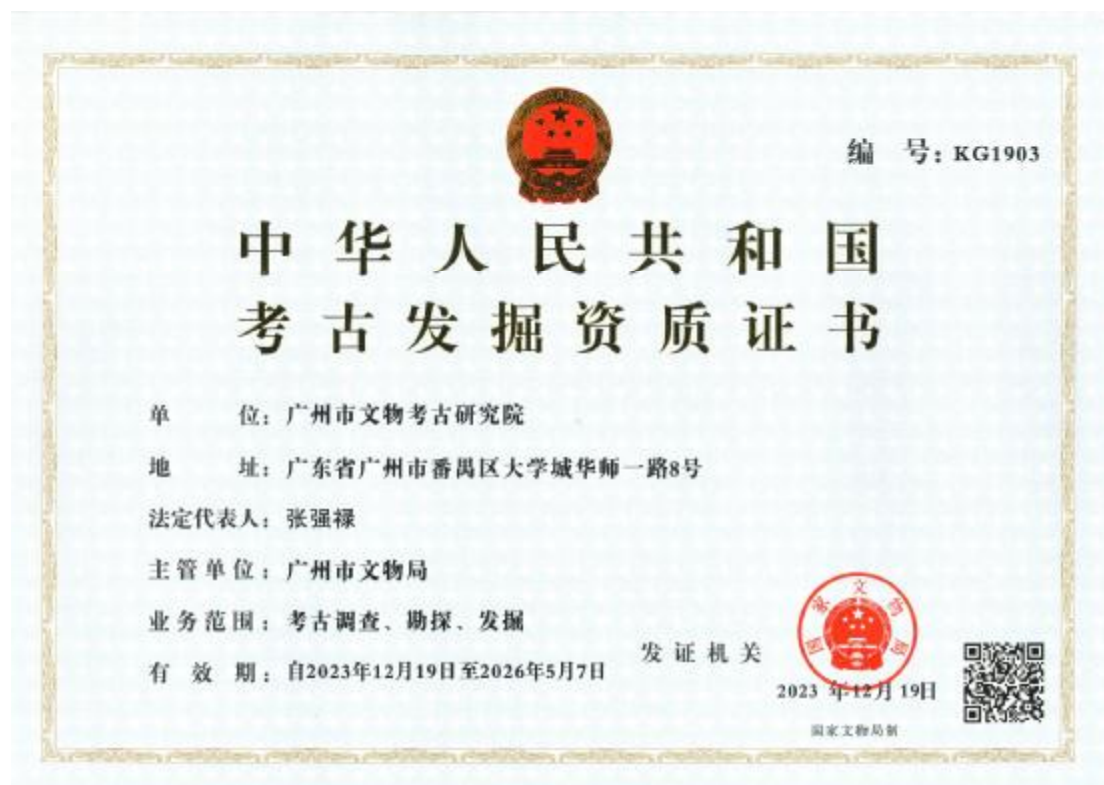 编 号：KG1903
中华人民共和国
考古发掘资质证书
单 位：广州市文物考古研究院
地 址：广东省广州市番禺区大学城华师一路8号
法定代表人：张强禄
主管单位：广州市文物局
业务范围：考古调查、勘探、发掘
有 效 期：自2023年12月19日至2026年5月7日
发证机关
国家文物局
2023 年 12月 19日
国家文物局制